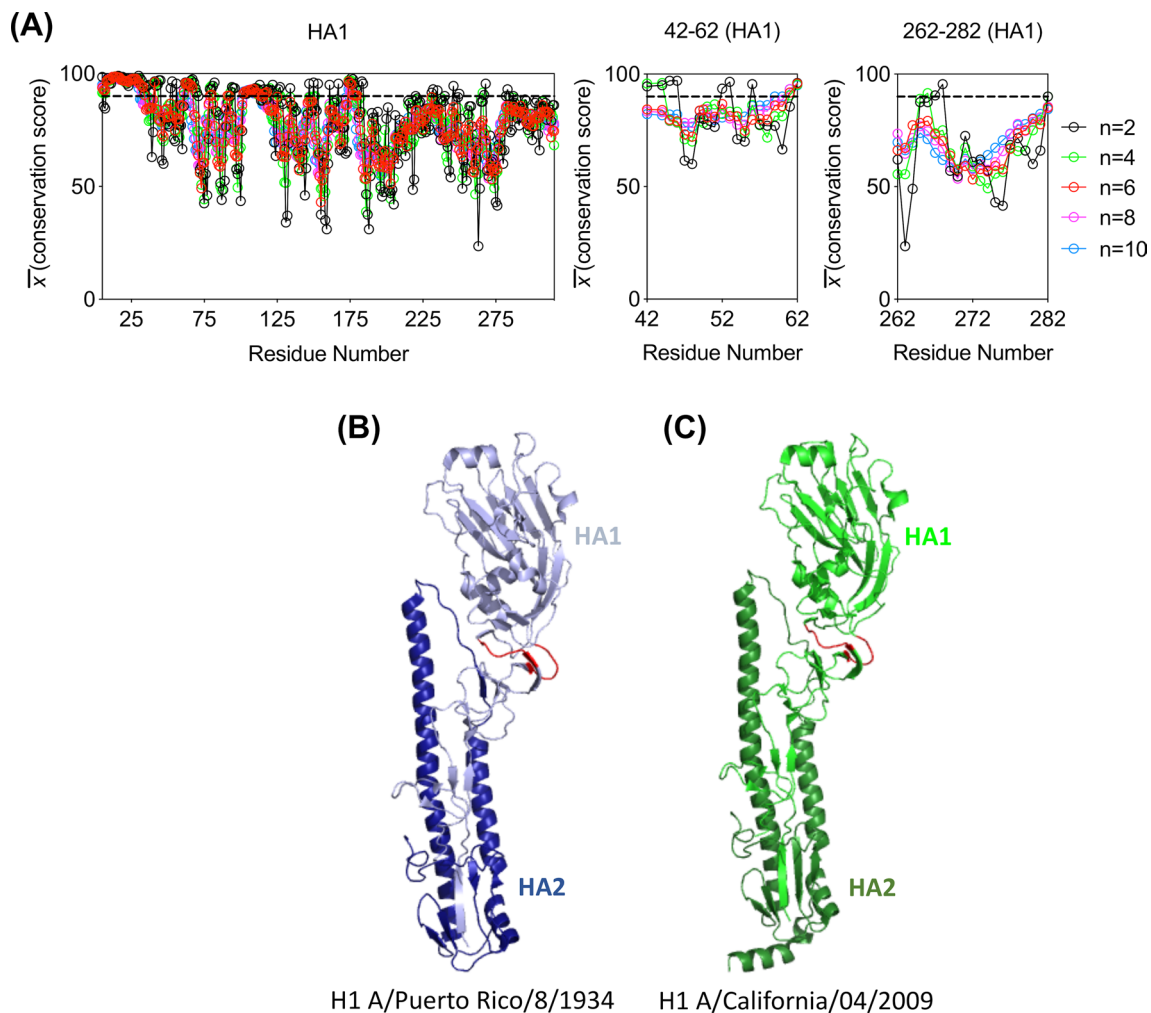 (A)
HA1
42-62 (HA1)
262-282 (HA1)
100
50
0
x̄ (conservation score)
25 75 125 175 225 275
Residue Number
100
50
0
x̄ (conservation score)
42 52 62
Residue Number
100
50
0
x̄ (conservation score)
262 272 282
Residue Number
n=2
n=4
n=6
n=8
n=10
(B)
HA1
HA2
H1 A/Puerto Rico/8/1934
(C)
HA1
HA2
H1 A/California/04/2009